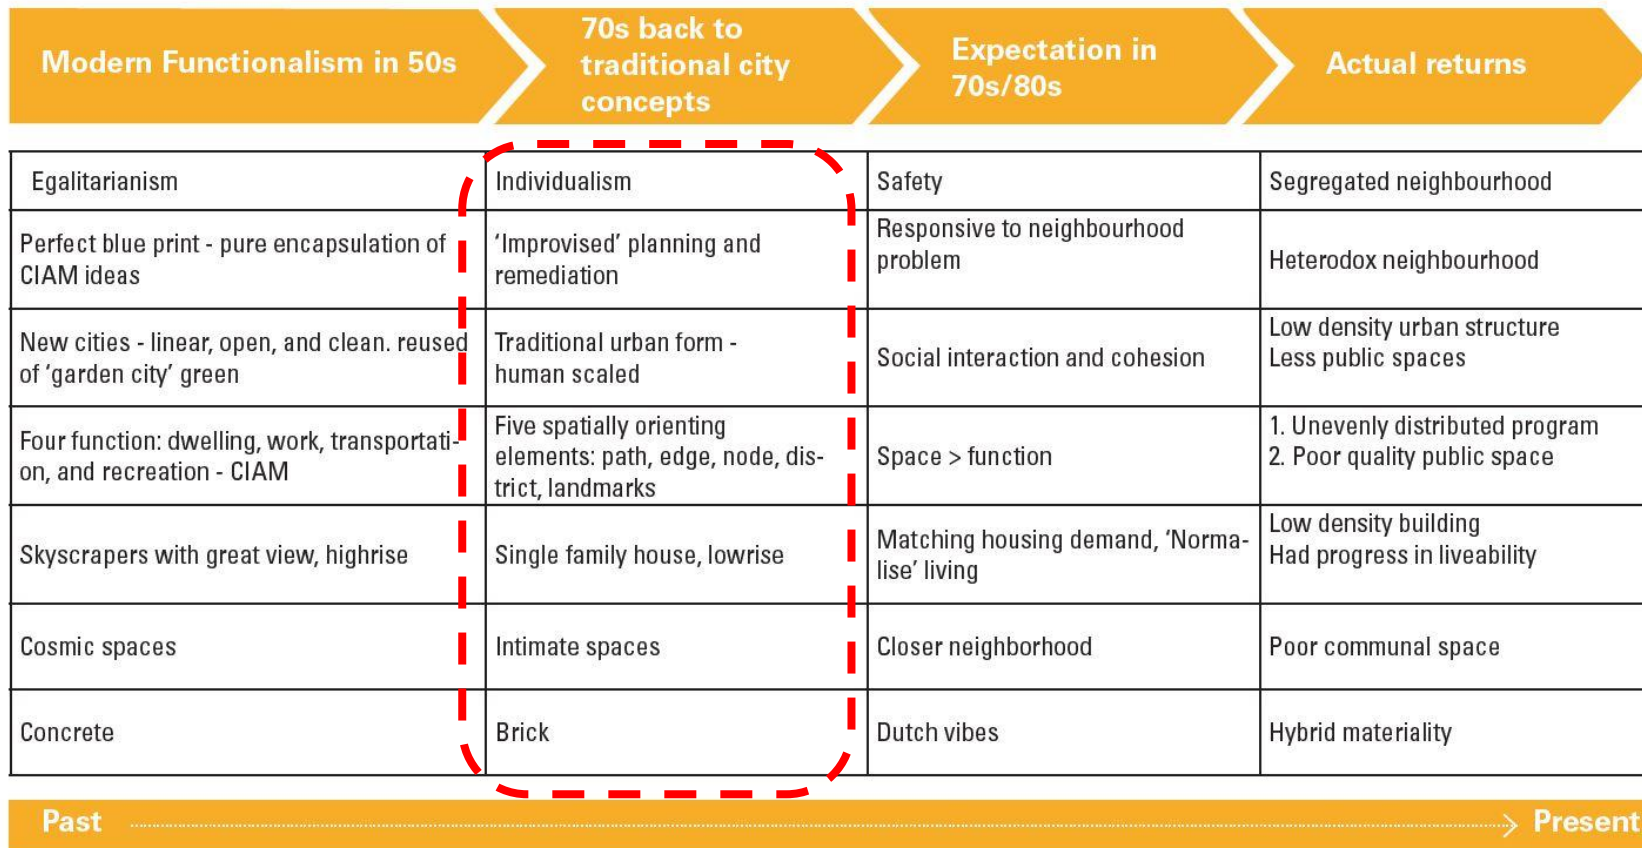 Modern Functionalism in 50s
70s back to
traditional city
concepts
Expectation in
70s/80s
Actual returns
Egalitarianism
Individualism
Safety
Segregated neighbourhood
Perfect blue print - pure encapsulation of
CIAM ideas
'Improvised' planning and
remediation
Responsive to neighbourhood
problem
Heterodox neighbourhood
New cities - linear, open, and clean. reused
of 'garden city' green
Traditional urban form -
human scaled
Social interaction and cohesion
Low density urban structure
Less public spaces
Four function: dwelling, work, transportati-
on, and recreation - CIAM
Five spatially orienting
elements: path, edge, node, dis-
trict, landmarks
Space > function
1. Unevenly distributed program
2. Poor quality public space
Skyscrapers with great view, highrise
Single family house, lowrise
Matching housing demand, 'Norma-
lise' living
Low density building
Had progress in liveability
Cosmic spaces
Intimate spaces
Closer neighborhood
Poor communal space
Concrete
Brick
Dutch vibes
Hybrid materiality
Past
Present